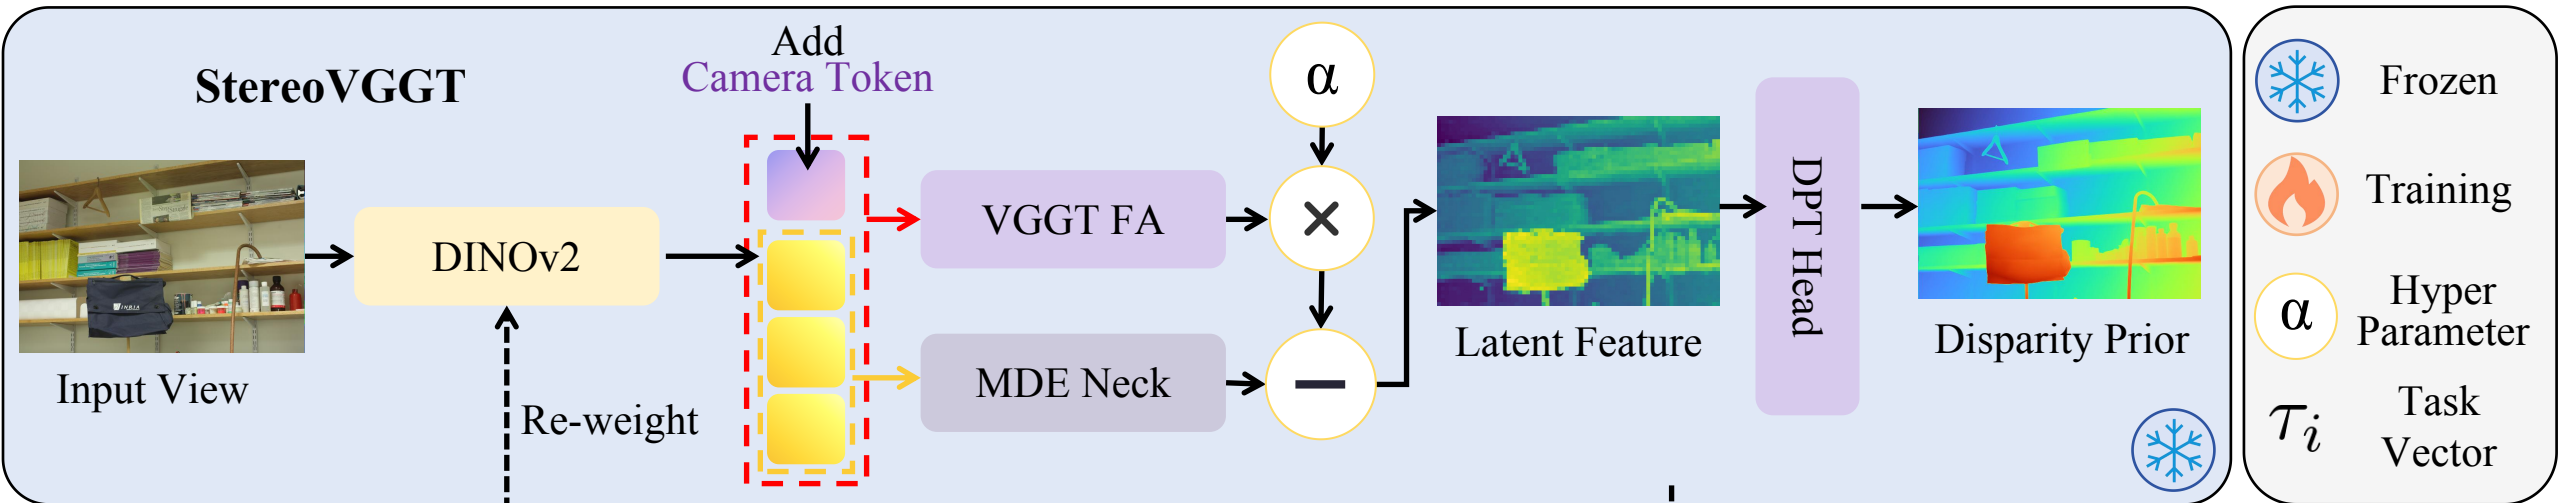 StereoVGGT
Add
Camera Token
α
VGGT FA
DPT Head
DINOv2
MDE Neck
Input View
Re-weight
Latent Feature
Disparity Prior
INRIA
Frozen
Training
α
Hyper
Parameter
τi
Task
Vector